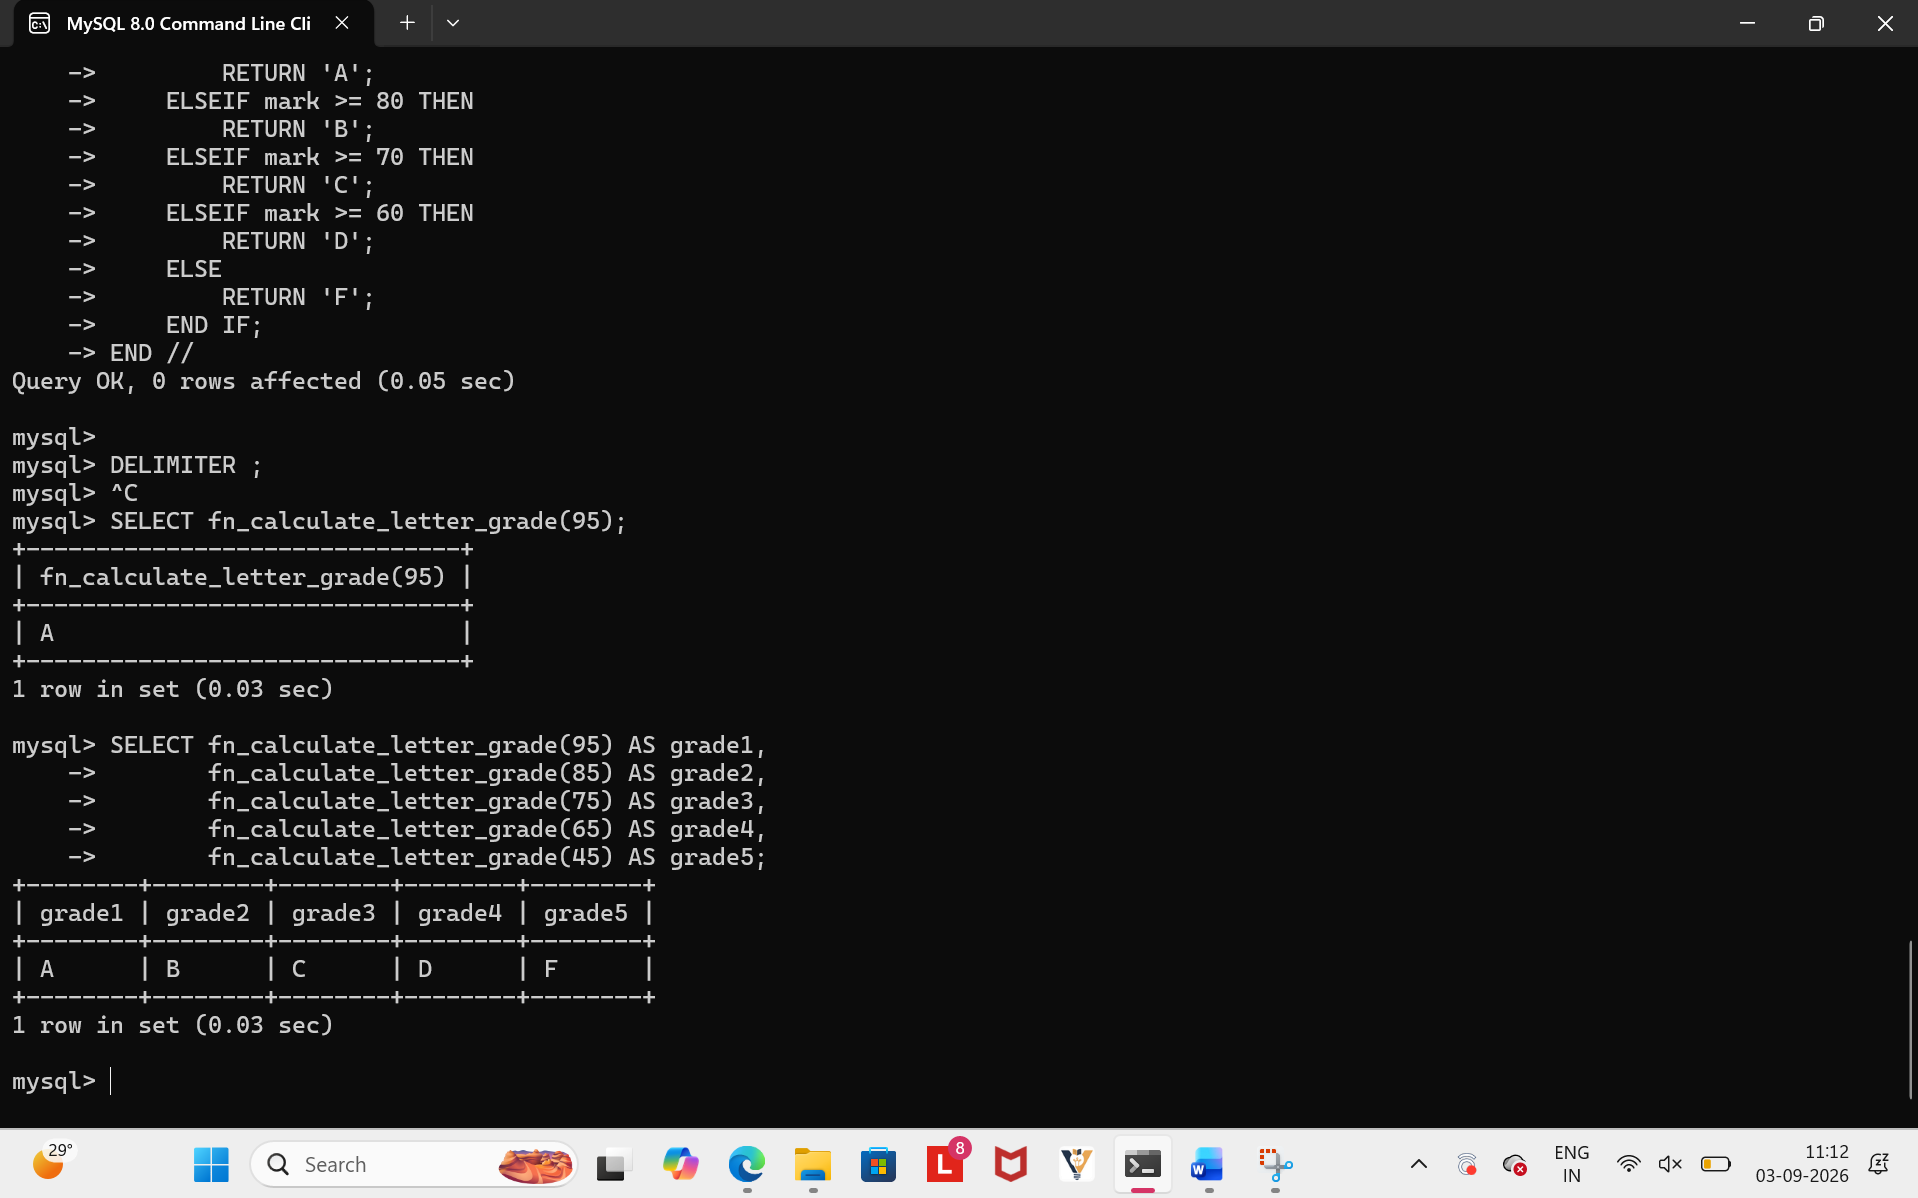 MySQL 8.0 Command Line Cli
    ->         RETURN 'A';
    ->     ELSEIF mark >= 80 THEN
    ->         RETURN 'B';
    ->     ELSEIF mark >= 70 THEN
    ->         RETURN 'C';
    ->     ELSEIF mark >= 60 THEN
    ->         RETURN 'D';
    ->     ELSE
    ->         RETURN 'F';
    ->     END IF;
    -> END //
Query OK, 0 rows affected (0.05 sec)
mysql>
mysql> DELIMITER ;
mysql> ^C
mysql> SELECT fn_calculate_letter_grade(95);
+-------------------------------+
| fn_calculate_letter_grade(95) |
+-------------------------------+
| A                             |
+-------------------------------+
1 row in set (0.03 sec)
mysql> SELECT fn_calculate_letter_grade(95) AS grade1,
    ->        fn_calculate_letter_grade(85) AS grade2,
    ->        fn_calculate_letter_grade(75) AS grade3,
    ->        fn_calculate_letter_grade(65) AS grade4,
    ->        fn_calculate_letter_grade(45) AS grade5;
+--------+--------+--------+--------+--------+
| grade1 | grade2 | grade3 | grade4 | grade5 |
+--------+--------+--------+--------+--------+
| A      | B      | C      | D      | F      |
+--------+--------+--------+--------+--------+
1 row in set (0.03 sec)
mysql>
29°
Search
L
8
W
ENG
IN
11:12
03-09-2026